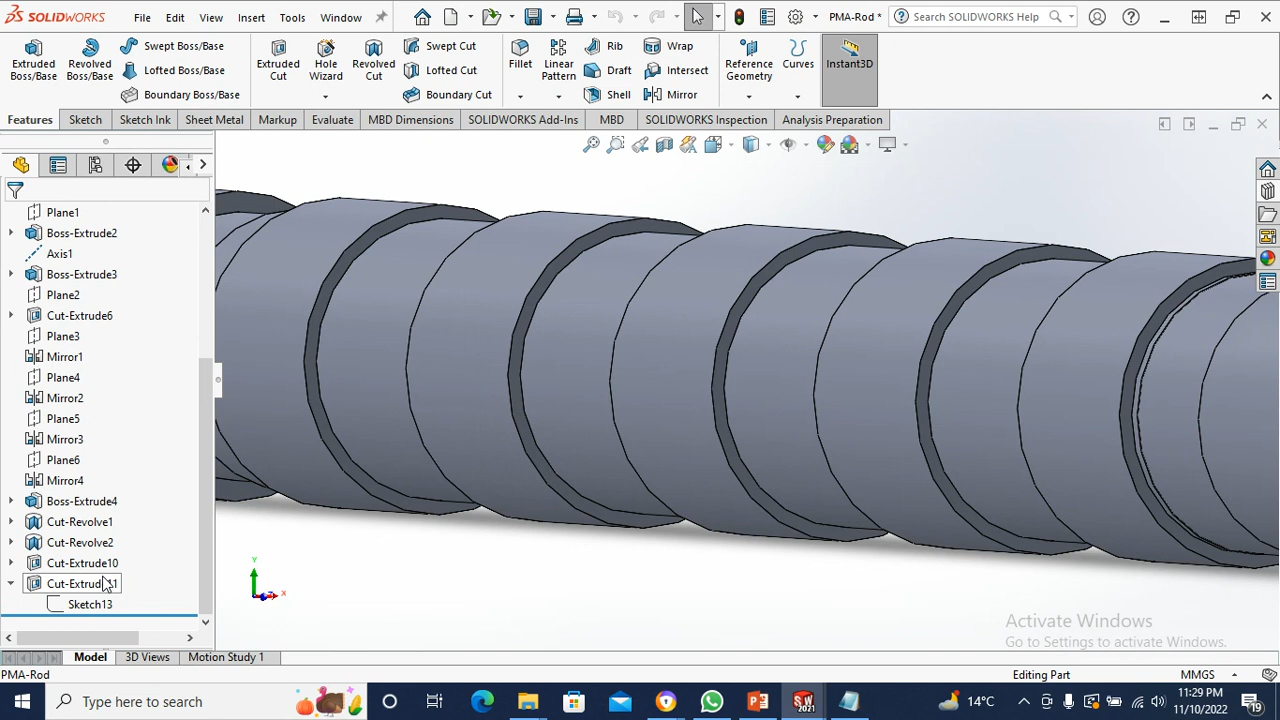 SOLIDWORKS File Edit View Insert Tools Window PMA-Rod * Search SOLIDWORKS Help
Extruded Boss/Base
Revolved Boss/Base
Swept Boss/Base
Lofted Boss/Base
Boundary Boss/Base
Extruded Cut
Hole Wizard
Revolved Cut
Swept Cut
Lofted Cut
Boundary Cut
Fillet
Linear Pattern
Rib
Draft
Shell
Wrap
Intersect
Mirror
Reference Geometry
Curves
Instant3D
Features Sketch Sketch Ink Sheet Metal Markup Evaluate MBD Dimensions SOLIDWORKS Add-Ins MBD SOLIDWORKS Inspection Analysis Preparation
Plane1
Boss-Extrude2
Axis1
Boss-Extrude3
Plane2
Cut-Extrude6
Plane3
Mirror1
Plane4
Mirror2
Plane5
Mirror3
Plane6
Mirror4
Boss-Extrude4
Cut-Revolve1
Cut-Revolve2
Cut-Extrude10
Cut-Extrude11
Sketch13
Y
X
Activate Windows
Go to Settings to activate Windows.
Model 3D Views Motion Study 1
PMA-Rod Editing Part MMGS
Type here to search
SW 2021
14°C
11:29 PM
11/10/2022
19